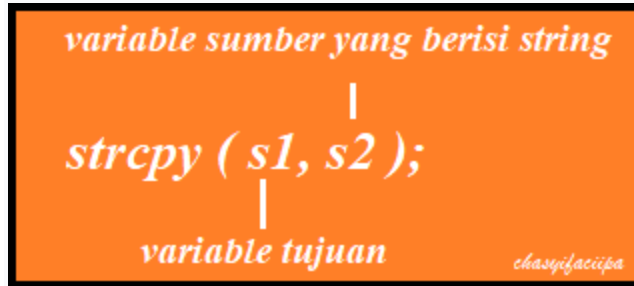 variable sumber yang berisi string
strcpy ( s1, s2 );
variable tujuan
chasyifaciipa